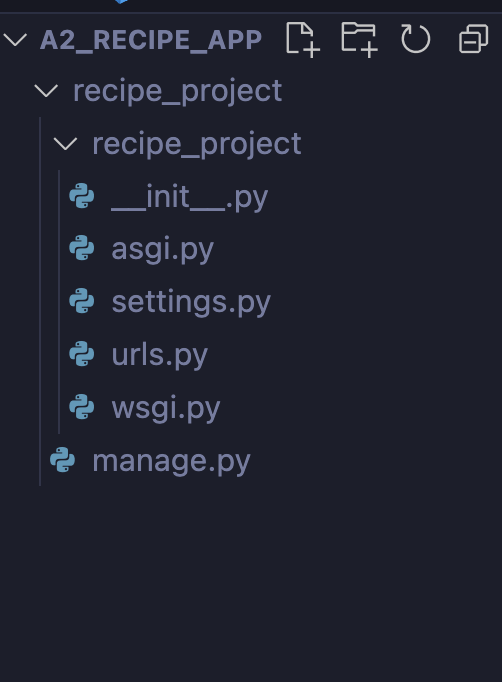 A2_RECIPE_APP
recipe_project
recipe_project
__init__.py
asgi.py
settings.py
urls.py
wsgi.py
manage.py